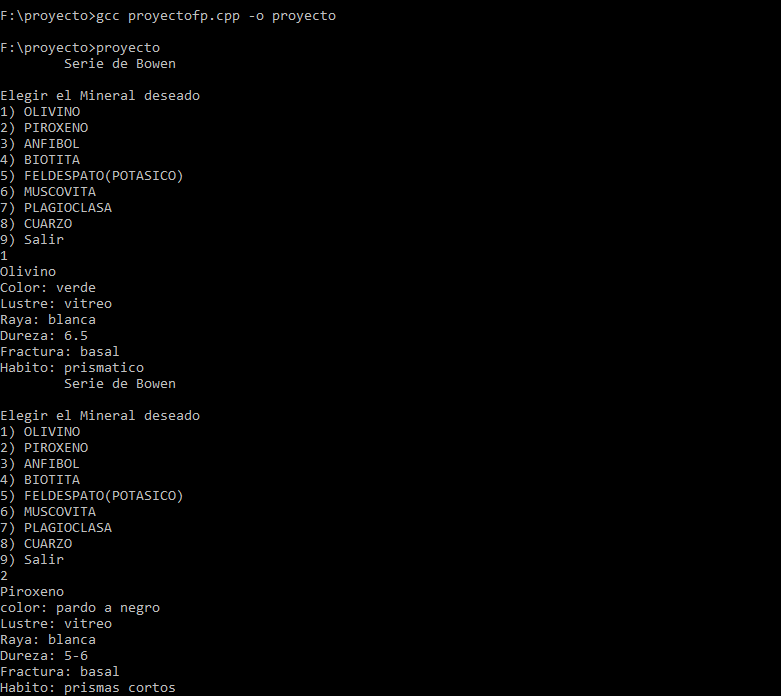 F:\proyecto>gcc proyectofp.cpp -o proyecto
F:\proyecto>proyecto
Serie de Bowen
Elegir el Mineral deseado
1) OLIVINO
2) PIROXENO
3) ANFIBOL
4) BIOTITA
5) FELDESPATO(POTASICO)
6) MUSCOVITA
7) PLAGIOCLASA
8) CUARZO
9) Salir
1
Olivino
Color: verde
Lustre: vitreo
Raya: blanca
Dureza: 6.5
Fractura: basal
Habito: prismatico
Serie de Bowen
Elegir el Mineral deseado
1) OLIVINO
2) PIROXENO
3) ANFIBOL
4) BIOTITA
5) FELDESPATO(POTASICO)
6) MUSCOVITA
7) PLAGIOCLASA
8) CUARZO
9) Salir
2
Piroxeno
color: pardo a negro
Lustre: vitreo
Raya: blanca
Dureza: 5-6
Fractura: basal
Habito: prismas cortos